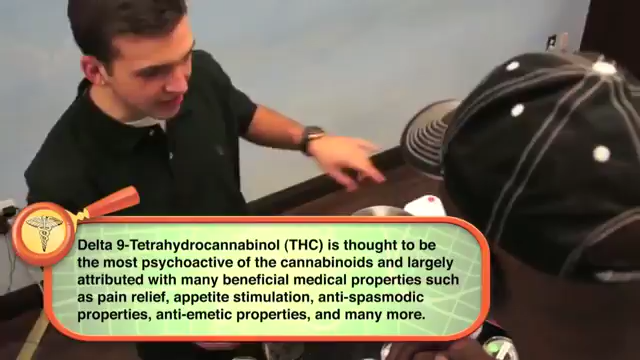 Delta 9-Tetrahydrocannabinol (THC) is thought to be
the most psychoactive of the cannabinoids and largely
attributed with many beneficial medical properties such
as pain relief, appetite stimulation, anti-spasmodic
properties, anti-emetic properties, and many more.